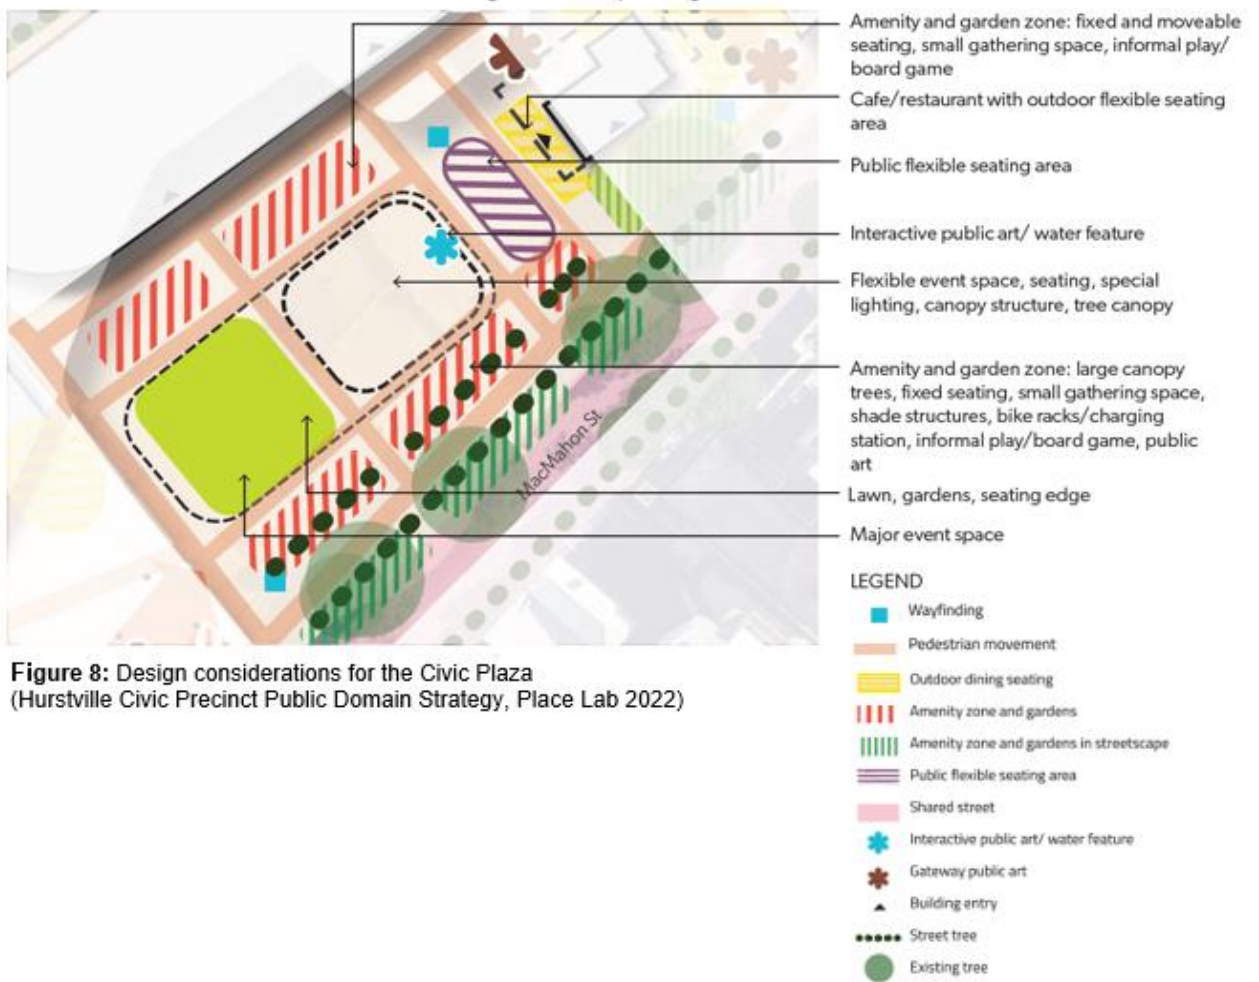 Amenity and garden zone: fixed and moveable
seating, small gathering space, informal play/
board game
Cafe/restaurant with outdoor flexible seating
area
Public flexible seating area
Interactive public art/ water feature
Flexible event space, seating, special
lighting, canopy structure, tree canopy
Amenity and garden zone: large canopy
trees, fixed seating, small gathering space,
shade structures, bike racks/charging
station, informal play/board game, public
art
Lawn, gardens, seating edge
Major event space
MacMahon St
LEGEND
Wayfinding
Pedestrian movement
Outdoor dining seating
Amenity zone and gardens
Amenity zone and gardens in streetscape
Public flexible seating area
Shared street
Interactive public art/ water feature
Gateway public art
Building entry
Street tree
Existing tree
Figure 8: Design considerations for the Civic Plaza
(Hurstville Civic Precinct Public Domain Strategy, Place Lab 2022)